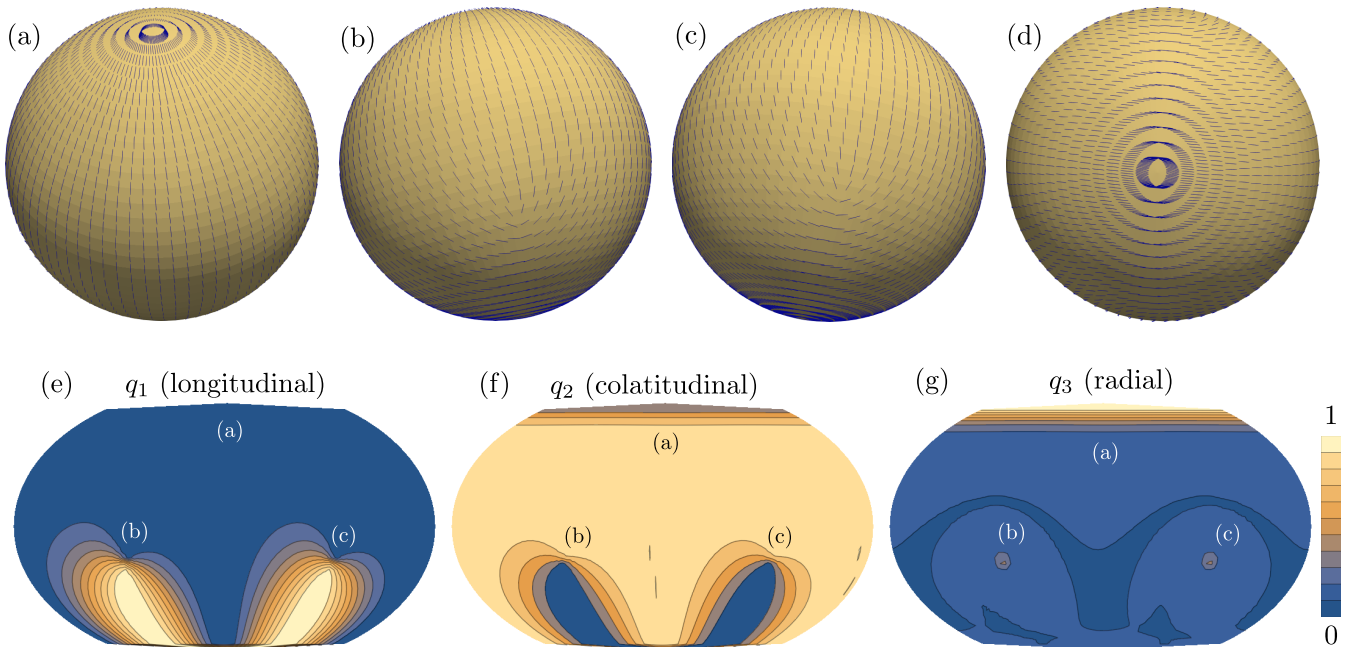 (a)
(b)
(c)
(d)
(e) q₁ (longitudinal)
(f) q₂ (colatitudinal)
(g) q₃ (radial)
(a)
(b)
(c)
(a)
(b)
(c)
(a)
(b)
(c)
1
0